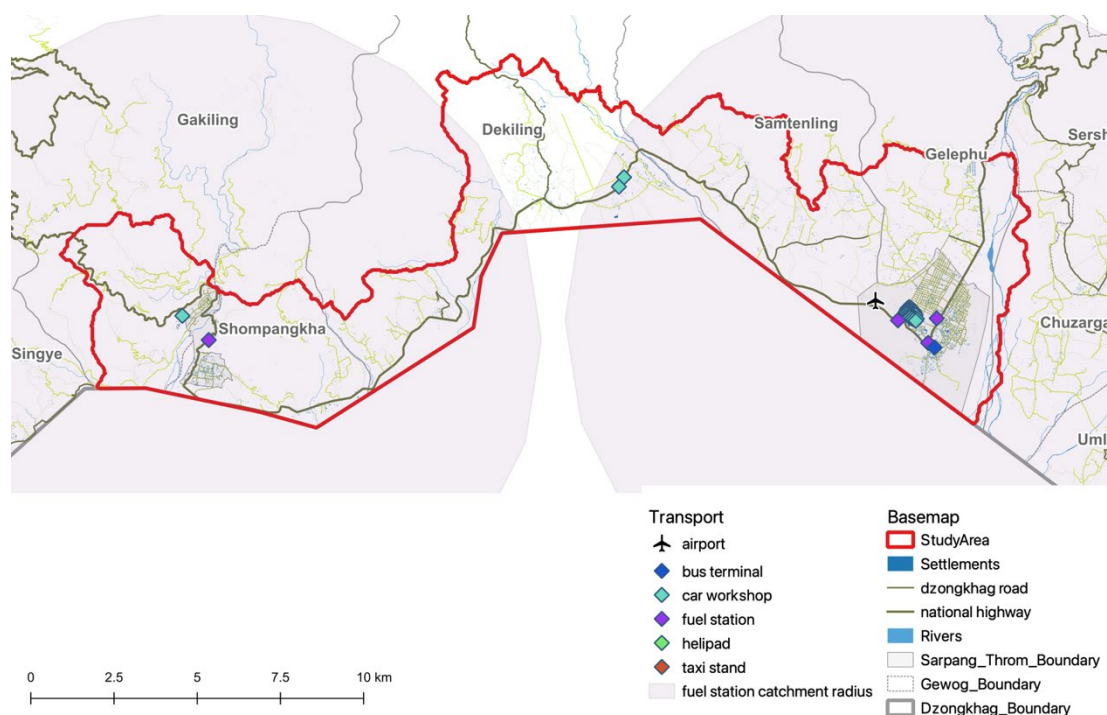 Gakiling
Dekiling
Samtenling
Sersh
Gelephu
Singye
Shompangkha
Chuzarga
Uml
Transport
airport
bus terminal
car workshop
fuel station
helipad
taxi stand
fuel station catchment radius
Basemap
StudyArea
Settlements
dzongkhag road
national highway
Rivers
Sarpang_Throm_Boundary
Gewog_Boundary
Dzongkhag_Boundary
0 2.5 5 7.5 10 km